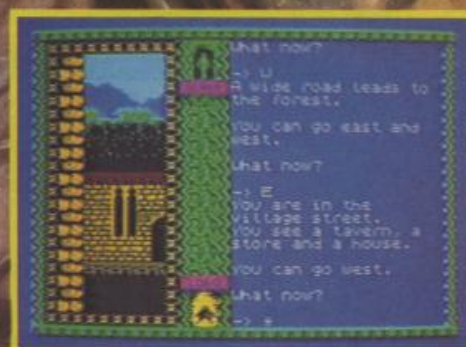 What now?
-> W
A wide road leads to
the forest.
You can go east and
west.
What now?
-> E
You are in the
village street.
You see a tavern, a
store and a house.
You can go west.
What now?
->